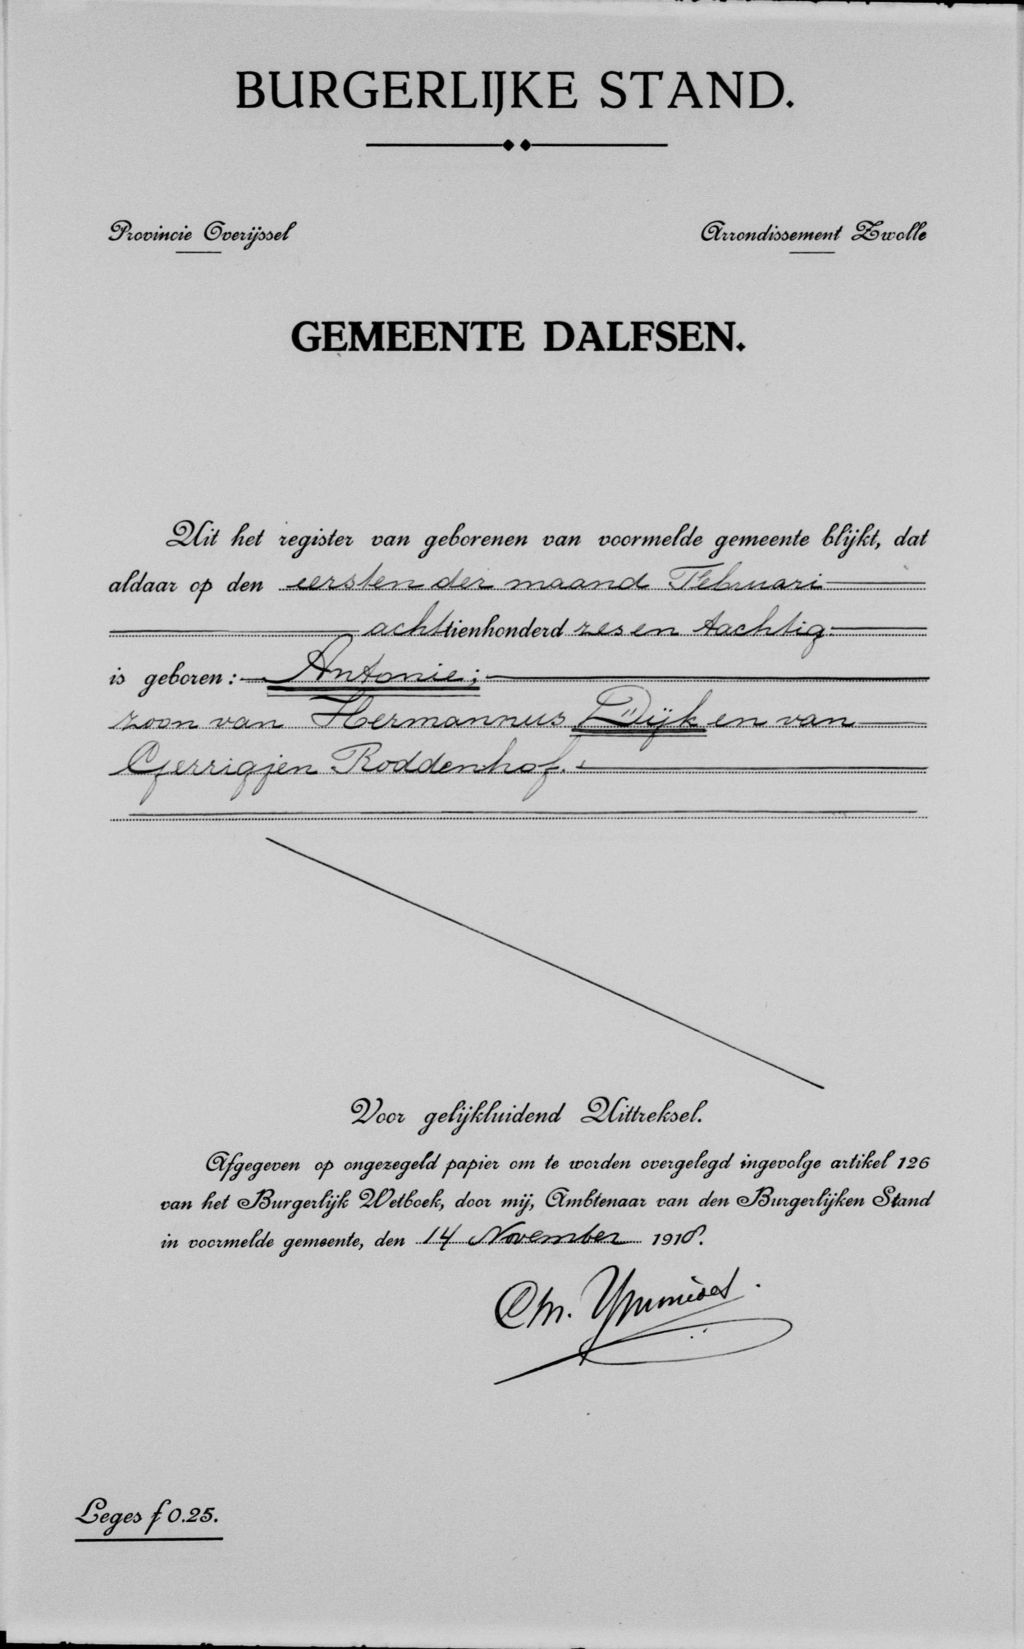 BURGERLIJKE STAND.
Provincie Overijssel
Arrondissement Zwolle
GEMEENTE DALFSEN.
Uit het register van geborenen van voormelde gemeente blijkt, dat
aldaar op den eersten der maand Februari
achttienhonderd zes en tachtig
is geboren: Antonie;
zoon van Hermannus Dijk en van
Gerrigjen Roddenhof.
Voor gelijkluidend Uittreksel.
Afgegeven op ongezegeld papier om te worden overgelegd ingevolge artikel 126
van het Burgerlijk Wetboek, door mij, Ambtenaar van den Burgerlijken Stand
in voormelde gemeente, den 14 November 1918.
Leges f 0.25.